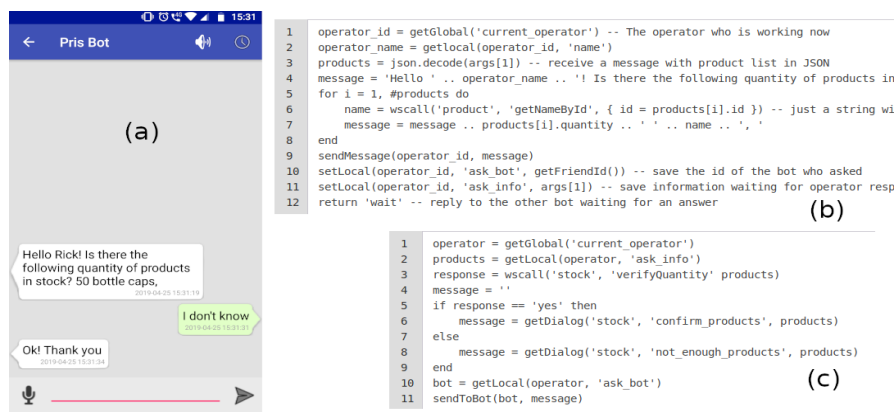 15:31
Pris Bot
(a)
Hello Rick! Is there the
following quantity of products
in stock? 50 bottle caps,
2019-04-25 15:31:19
I don't know
2019-04-25 15:31:31
Ok! Thank you
2019-04-25 15:31:34
1 operator_id = getGlobal('current_operator') -- The operator who is working now
2 operator_name = getlocal(operator_id, 'name')
3 products = json.decode(args[1]) -- receive a message with product list in JSON
4 message = 'Hello ' .. operator_name .. '! Is there the following quantity of products in
5 for i = 1, #products do
6 name = wscall('product', 'getNameById', { id = products[i].id }) -- just a string wi
7 message = message .. products[i].quantity .. ' ' .. name .. ', '
8 end
9 sendMessage(operator_id, message)
10 setLocal(operator_id, 'ask_bot', getFriendId()) -- save the id of the bot who asked
11 setLocal(operator_id, 'ask_info', args[1]) -- save information waiting for operator resp
12 return 'wait' -- reply to the other bot waiting for an answer
(b)
1 operator = getGlobal('current_operator')
2 products = getLocal(operator, 'ask_info')
3 response = wscall('stock', 'verifyQuantity' products)
4 message = ''
5 if response == 'yes' then
6 message = getDialog('stock', 'confirm_products', products)
7 else
8 message = getDialog('stock', 'not_enough_products', products)
9 end
10 bot = getLocal(operator, 'ask_bot')
11 sendToBot(bot, message)
(c)